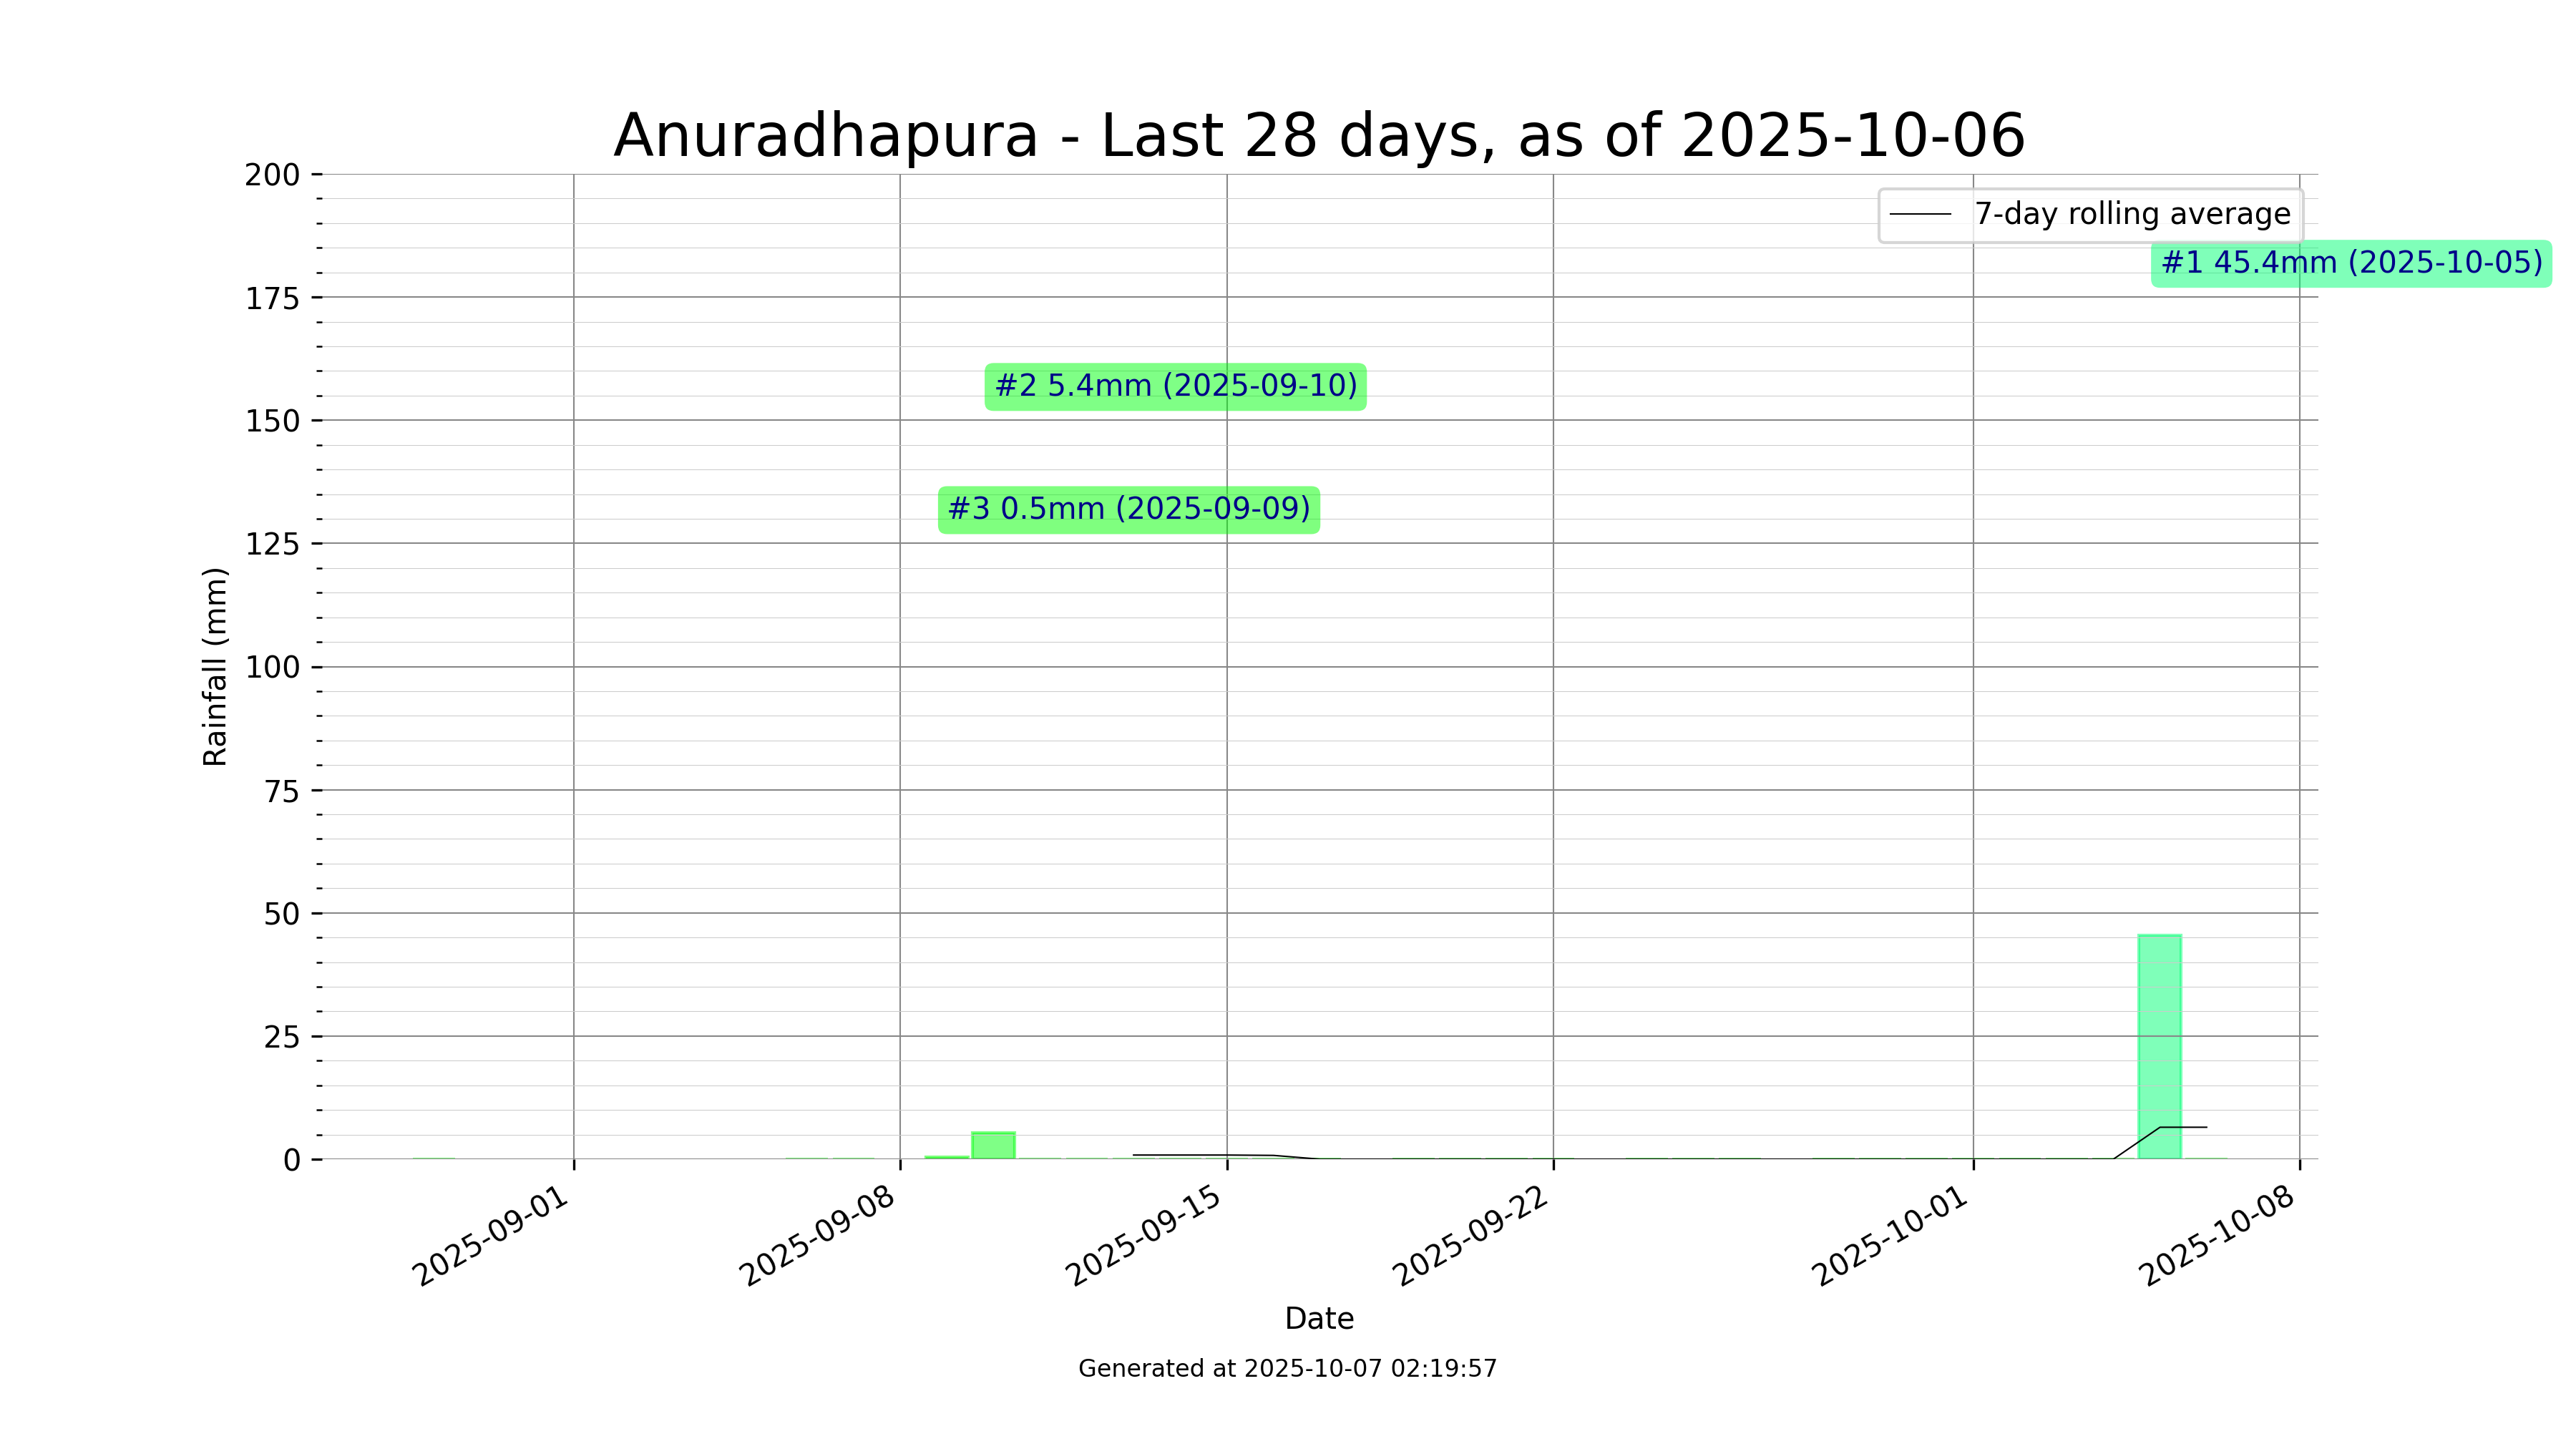 Anuradhapura - Last 28 days, as of 2025-10-06
200
175
150
125
100
75
50
25
0
Rainfall (mm)
7-day rolling average
#1 45.4mm (2025-10-05)
#2 5.4mm (2025-09-10)
#3 0.5mm (2025-09-09)
2025-09-01
2025-09-08
2025-09-15
2025-09-22
2025-10-01
2025-10-08
Date
Generated at 2025-10-07 02:19:57